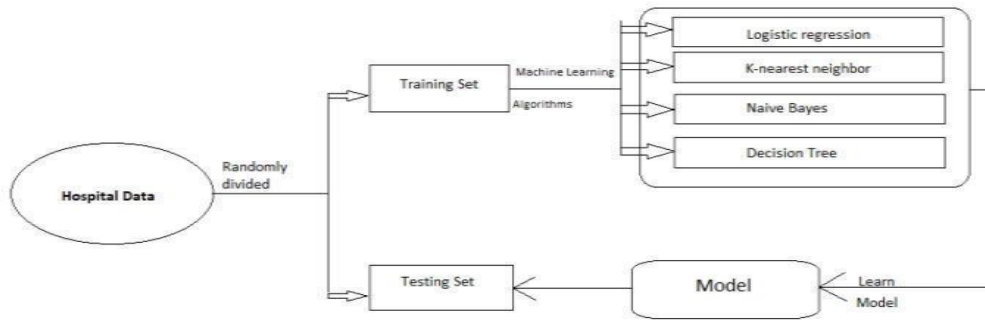 Hospital Data
Randomly
divided
Training Set
Machine Learning
Algorithms
Logistic regression
K-nearest neighbor
Naive Bayes
Decision Tree
Testing Set
Model
Learn
Model